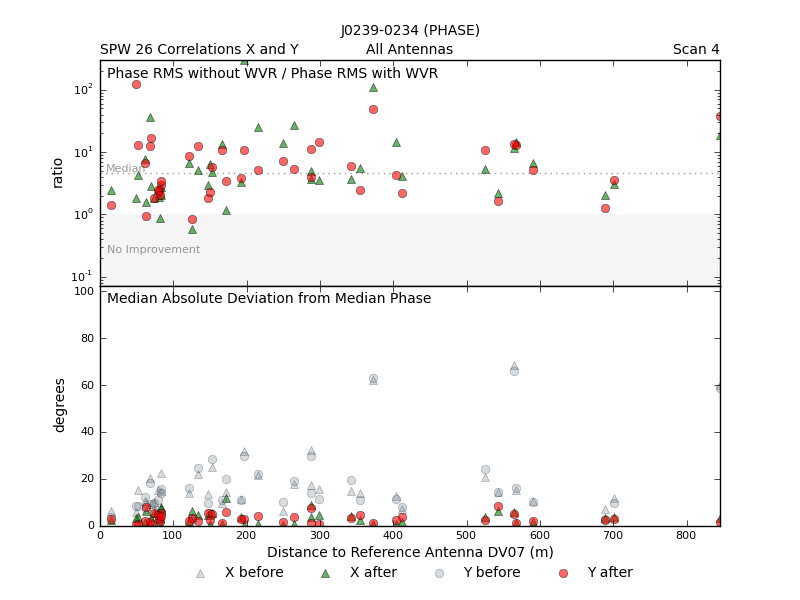 J0239-0234 (PHASE)
SPW 26 Correlations X and Y
All Antennas
Scan 4
Phase RMS without WVR / Phase RMS with WVR
10²
10¹
Median
10⁰
No Improvement
10⁻¹
ratio
Median Absolute Deviation from Median Phase
100
80
60
40
20
0
degrees
0 100 200 300 400 500 600 700 800
Distance to Reference Antenna DV07 (m)
X before X after Y before Y after